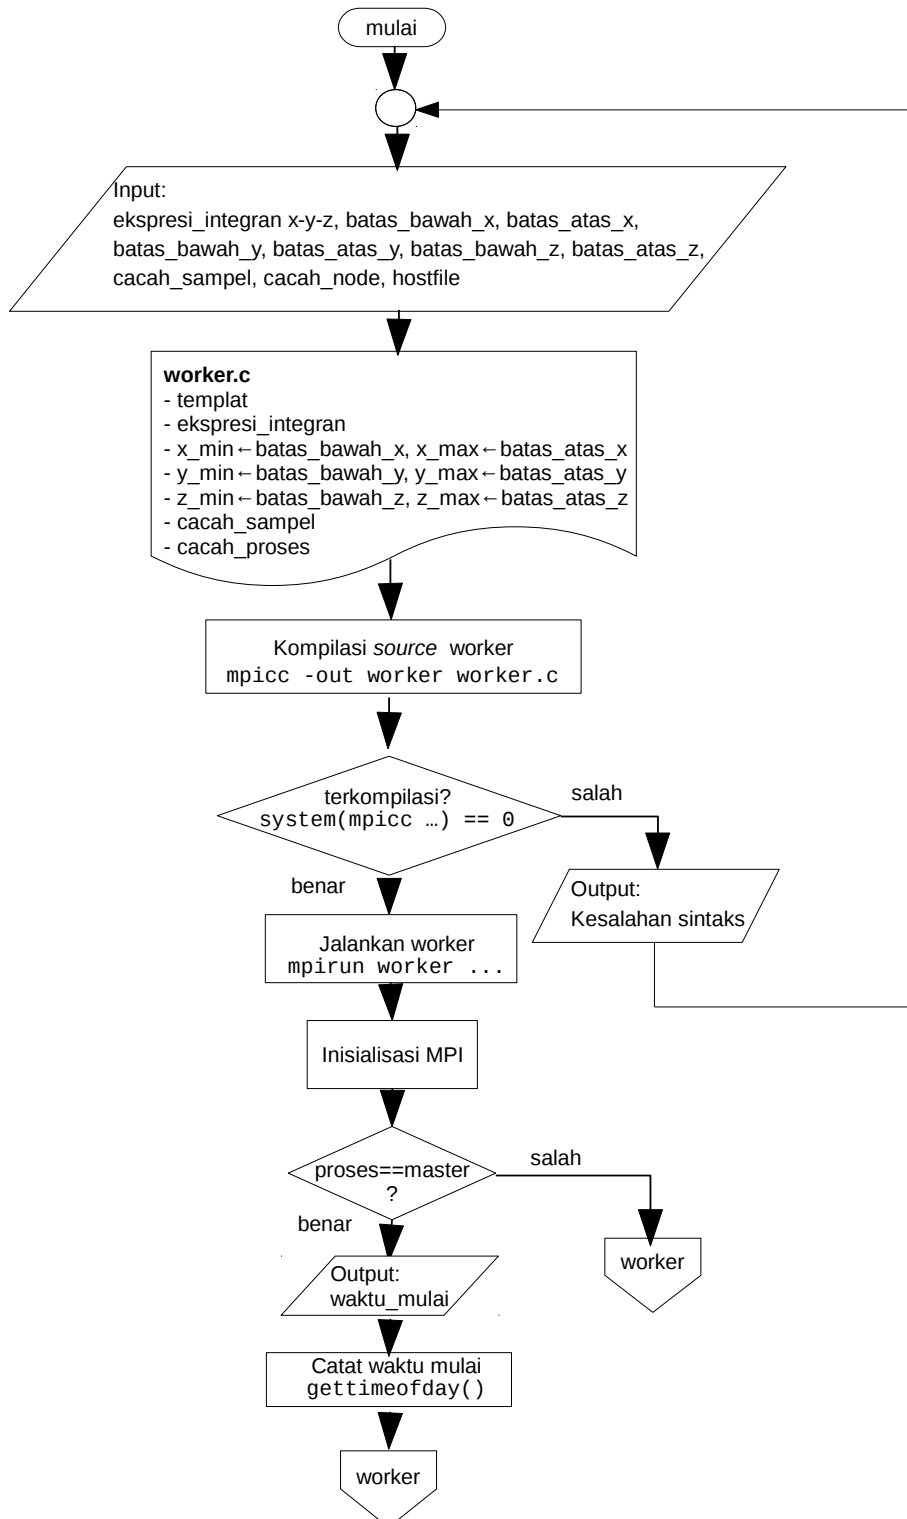 mulai
Input:
ekspresi_integran x-y-z, batas_bawah_x, batas_atas_x,
batas_bawah_y, batas_atas_y, batas_bawah_z, batas_atas_z,
cacah_sampel, cacah_node, hostfile
worker.c
- templat
- ekspresi_integran
- x_min←batas_bawah_x, x_max←batas_atas_x
- y_min←batas_bawah_y, y_max←batas_atas_y
- z_min←batas_bawah_z, z_max←batas_atas_z
- cacah_sampel
- cacah_proses
Kompilasi source worker
mpicc -out worker worker.c
terkompilasi?
system(mpicc …) == 0
salah
benar
Output:
Kesalahan sintaks
Jalankan worker
mpirun worker ...
Inisialisasi MPI
proses==master
?
salah
benar
worker
Output:
waktu_mulai
Catat waktu mulai
gettimeofday()
worker